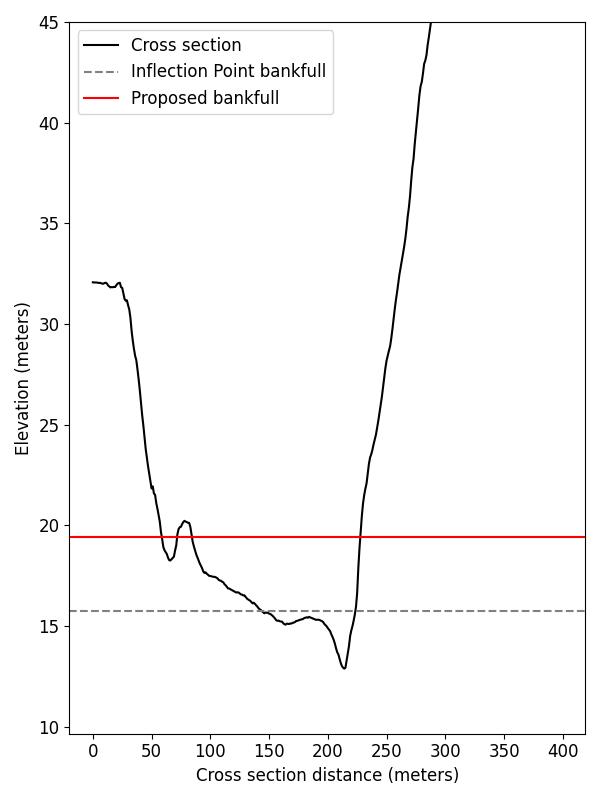 45
40
35
30
25
20
15
10
Elevation (meters)
Cross section
Inflection Point bankfull
Proposed bankfull
0 50 100 150 200 250 300 350 400
Cross section distance (meters)